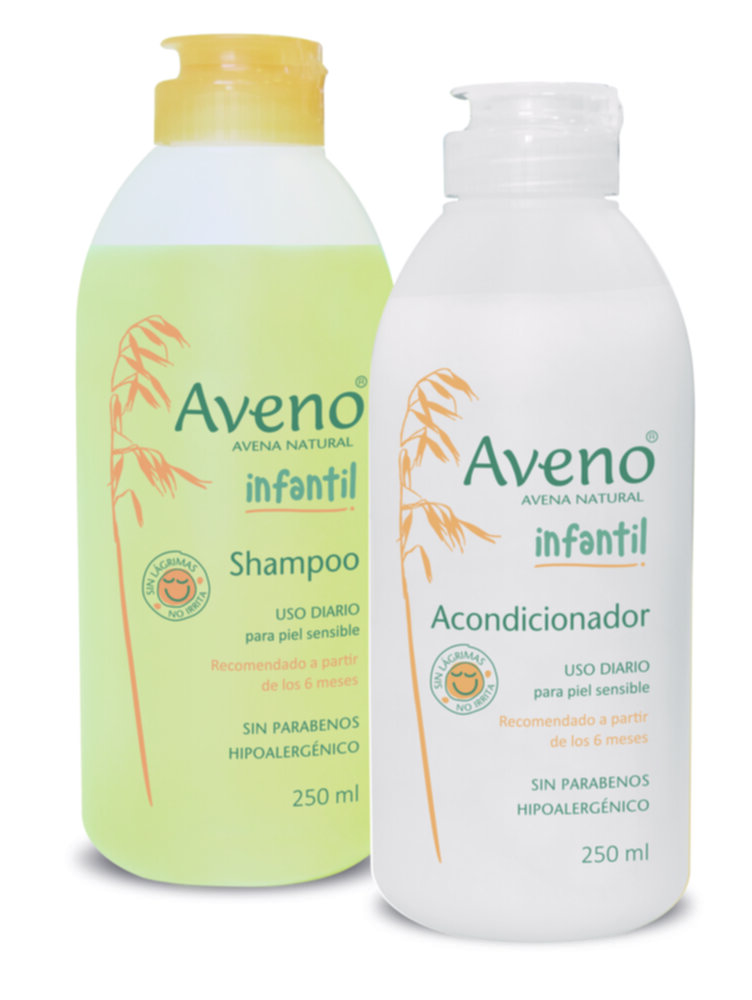 Aveno®
AVENA NATURAL
infantil
Shampoo
SIN LÁGRIMAS
NO IRRITA
USO DIARIO
para piel sensible
Recomendado a partir
de los 6 meses
SIN PARABENOS
HIPOALERGÉNICO
250 ml
Aveno®
AVENA NATURAL
infantil
Acondicionador
SIN LÁGRIMAS
NO IRRITA
USO DIARIO
para piel sensible
Recomendado a partir
de los 6 meses
SIN PARABENOS
HIPOALERGÉNICO
250 ml